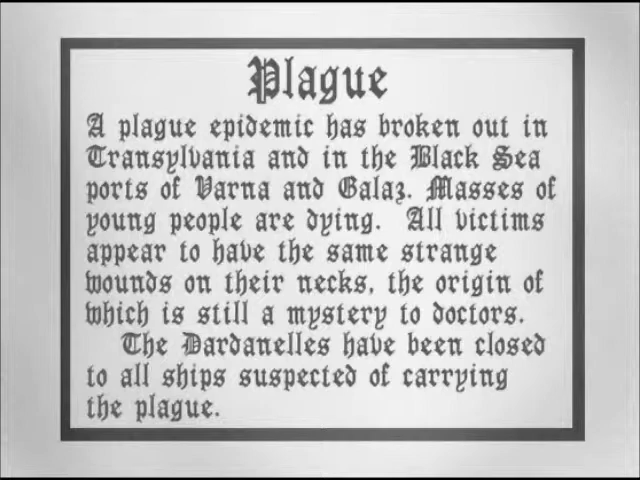 Plague
A plague epidemic has broken out in
Transylvania and in the Black Sea
ports of Varna and Galaz. Masses of
young people are dying. All victims
appear to have the same strange
wounds on their necks, the origin of
which is still a mystery to doctors.
The Dardanelles have been closed
to all ships suspected of carrying
the plague.